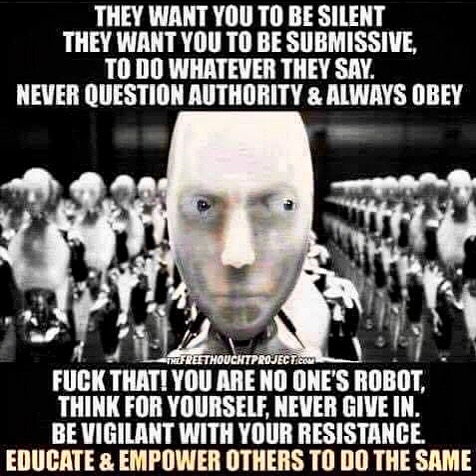 THEY WANT YOU TO BE SILENT
THEY WANT YOU TO BE SUBMISSIVE,
TO DO WHATEVER THEY SAY.
NEVER QUESTION AUTHORITY & ALWAYS OBEY
THEFREETHOUGHTPROJECT.COM
FUCK THAT! YOU ARE NO ONE'S ROBOT,
THINK FOR YOURSELF, NEVER GIVE IN.
BE VIGILANT WITH YOUR RESISTANCE.
EDUCATE & EMPOWER OTHERS TO DO THE SAME